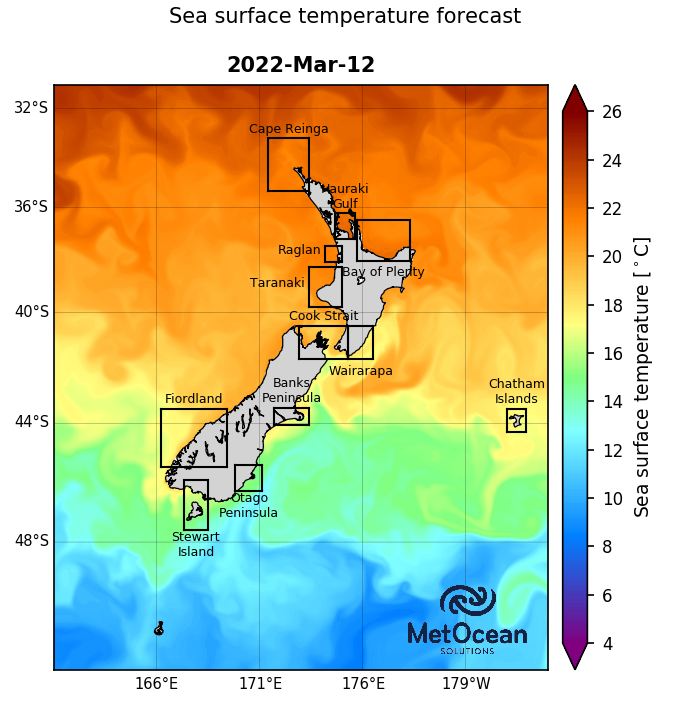 Sea surface temperature forecast
2022-Mar-12
32°S
36°S
40°S
44°S
48°S
166°E
171°E
176°E
179°W
Cape Reinga
Hauraki
Gulf
Raglan
Bay of Plenty
Taranaki
Cook Strait
Wairarapa
Banks
Peninsula
Fiordland
Chatham
Islands
Otago
Peninsula
Stewart
Island
MetOcean
SOLUTIONS
26
24
22
20
18
16
14
12
10
8
6
4
Sea surface temperature [°C]